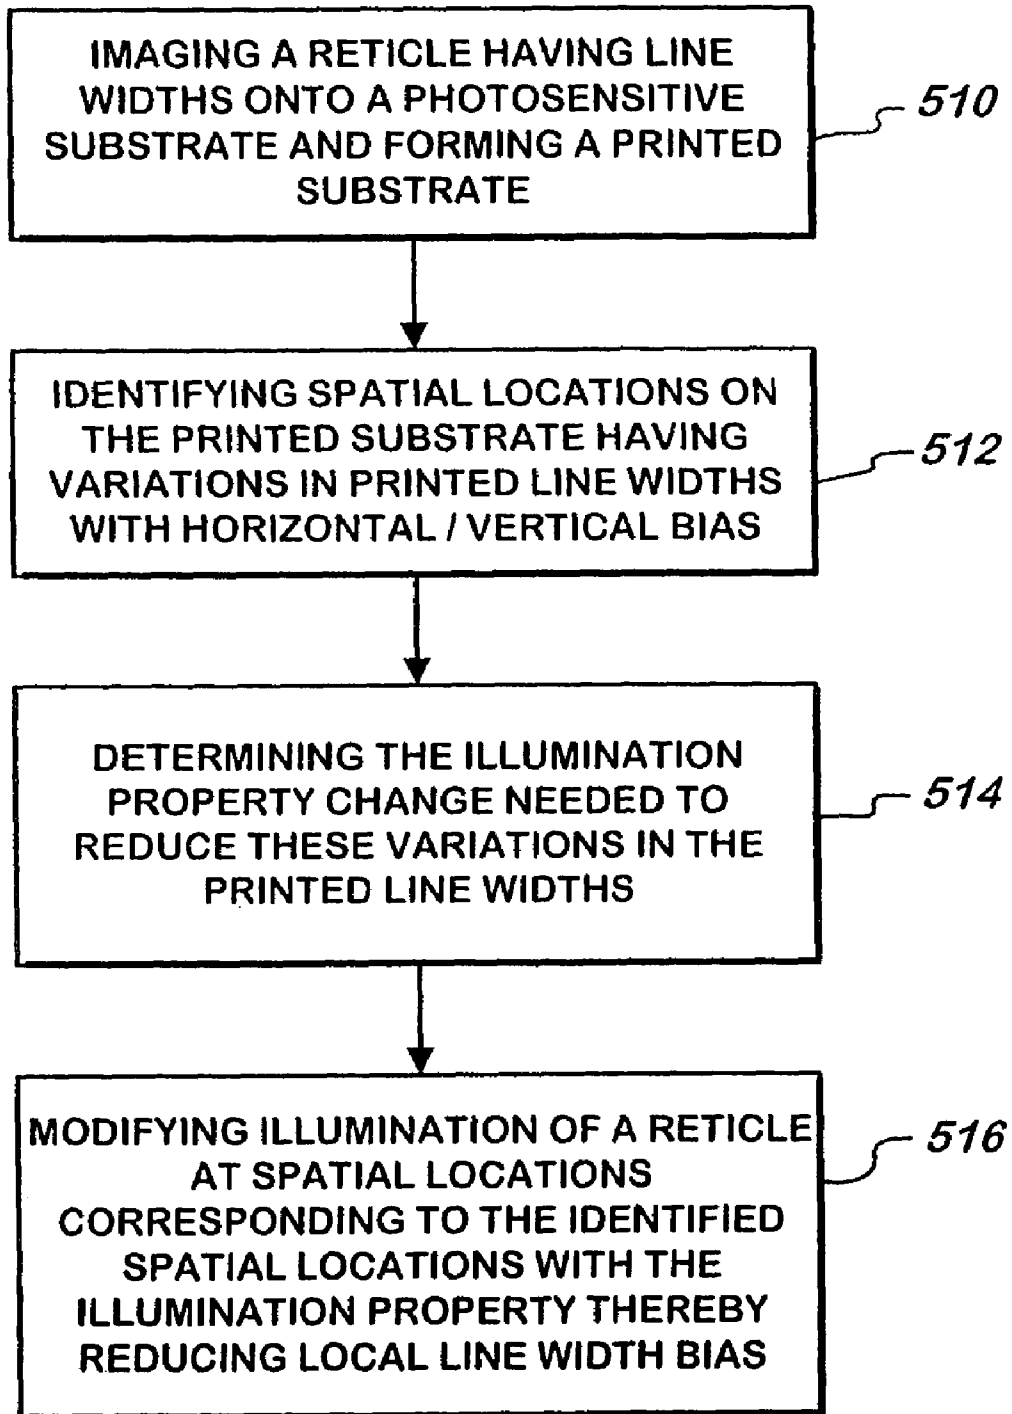 IMAGING A RETICLE HAVING LINE
WIDTHS ONTO A PHOTOSENSITIVE
SUBSTRATE AND FORMING A PRINTED
SUBSTRATE
510
IDENTIFYING SPATIAL LOCATIONS ON
THE PRINTED SUBSTRATE HAVING
VARIATIONS IN PRINTED LINE WIDTHS
WITH HORIZONTAL / VERTICAL BIAS
512
DETERMINING THE ILLUMINATION
PROPERTY CHANGE NEEDED TO
REDUCE THESE VARIATIONS IN THE
PRINTED LINE WIDTHS
514
MODIFYING ILLUMINATION OF A RETICLE
AT SPATIAL LOCATIONS
CORRESPONDING TO THE IDENTIFIED
SPATIAL LOCATIONS WITH THE
ILLUMINATION PROPERTY THEREBY
REDUCING LOCAL LINE WIDTH BIAS
516